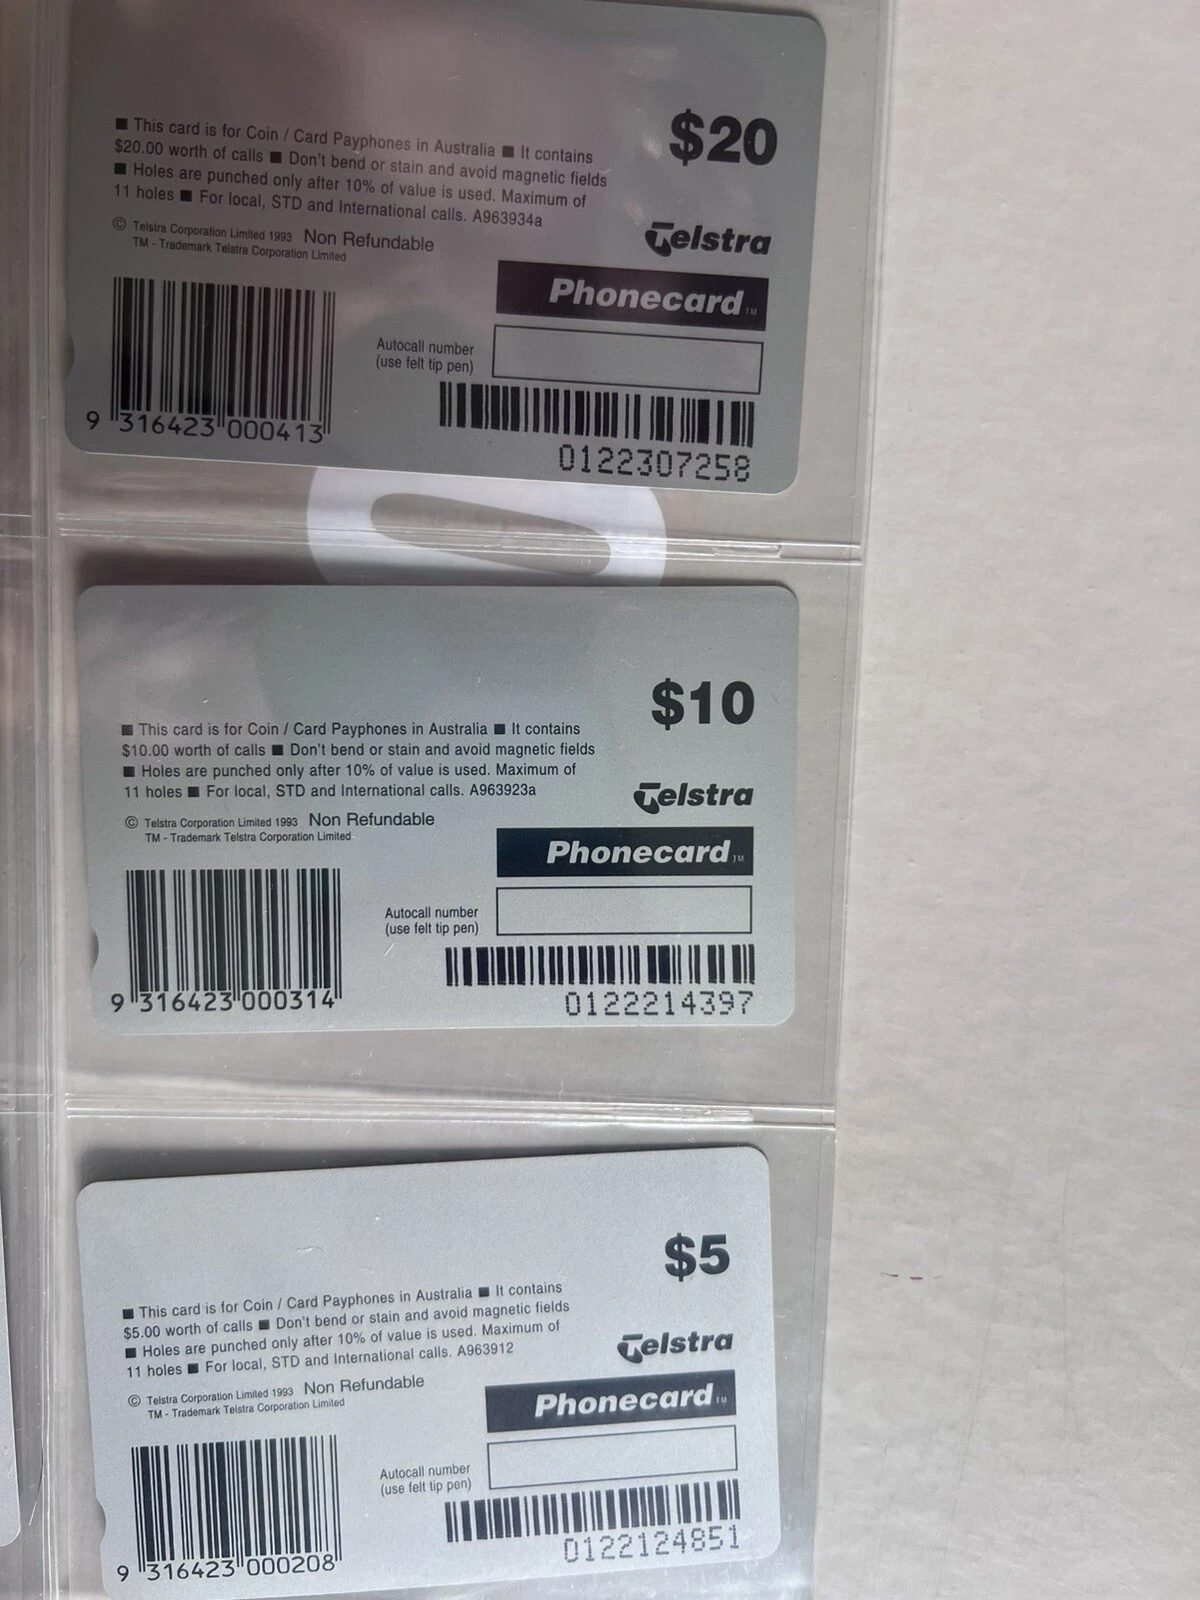 $20
■ This card is for Coin / Card Payphones in Australia ■ It contains
$20.00 worth of calls ■ Don't bend or stain and avoid magnetic fields
■ Holes are punched only after 10% of value is used. Maximum of
11 holes ■ For local, STD and International calls. A963934a
© Telstra Corporation Limited 1993 Non Refundable
TM - Trademark Telstra Corporation Limited
Telstra
Phonecard TM
Autocall number
(use felt tip pen)
9 316423 000413
0122307258
$10
■ This card is for Coin / Card Payphones in Australia ■ It contains
$10.00 worth of calls ■ Don't bend or stain and avoid magnetic fields
■ Holes are punched only after 10% of value is used. Maximum of
11 holes ■ For local, STD and International calls. A963923a
© Telstra Corporation Limited 1993 Non Refundable
TM - Trademark Telstra Corporation Limited
Telstra
Phonecard TM
Autocall number
(use felt tip pen)
9 316423 000314
0122214397
$5
■ This card is for Coin / Card Payphones in Australia ■ It contains
$5.00 worth of calls ■ Don't bend or stain and avoid magnetic fields
■ Holes are punched only after 10% of value is used. Maximum of
11 holes ■ For local, STD and International calls. A963912
© Telstra Corporation Limited 1993 Non Refundable
TM - Trademark Telstra Corporation Limited
Telstra
Phonecard TM
Autocall number
(use felt tip pen)
9 316423 000208
0122124851